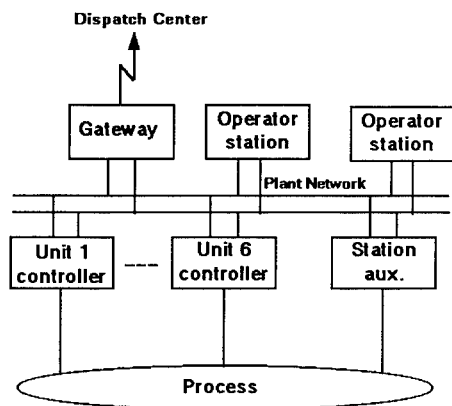 Dispatch Center
Gateway
Operator
station
Operator
station
Plant Network
Unit 1
controller
Unit 6
controller
Station
aux.
Process